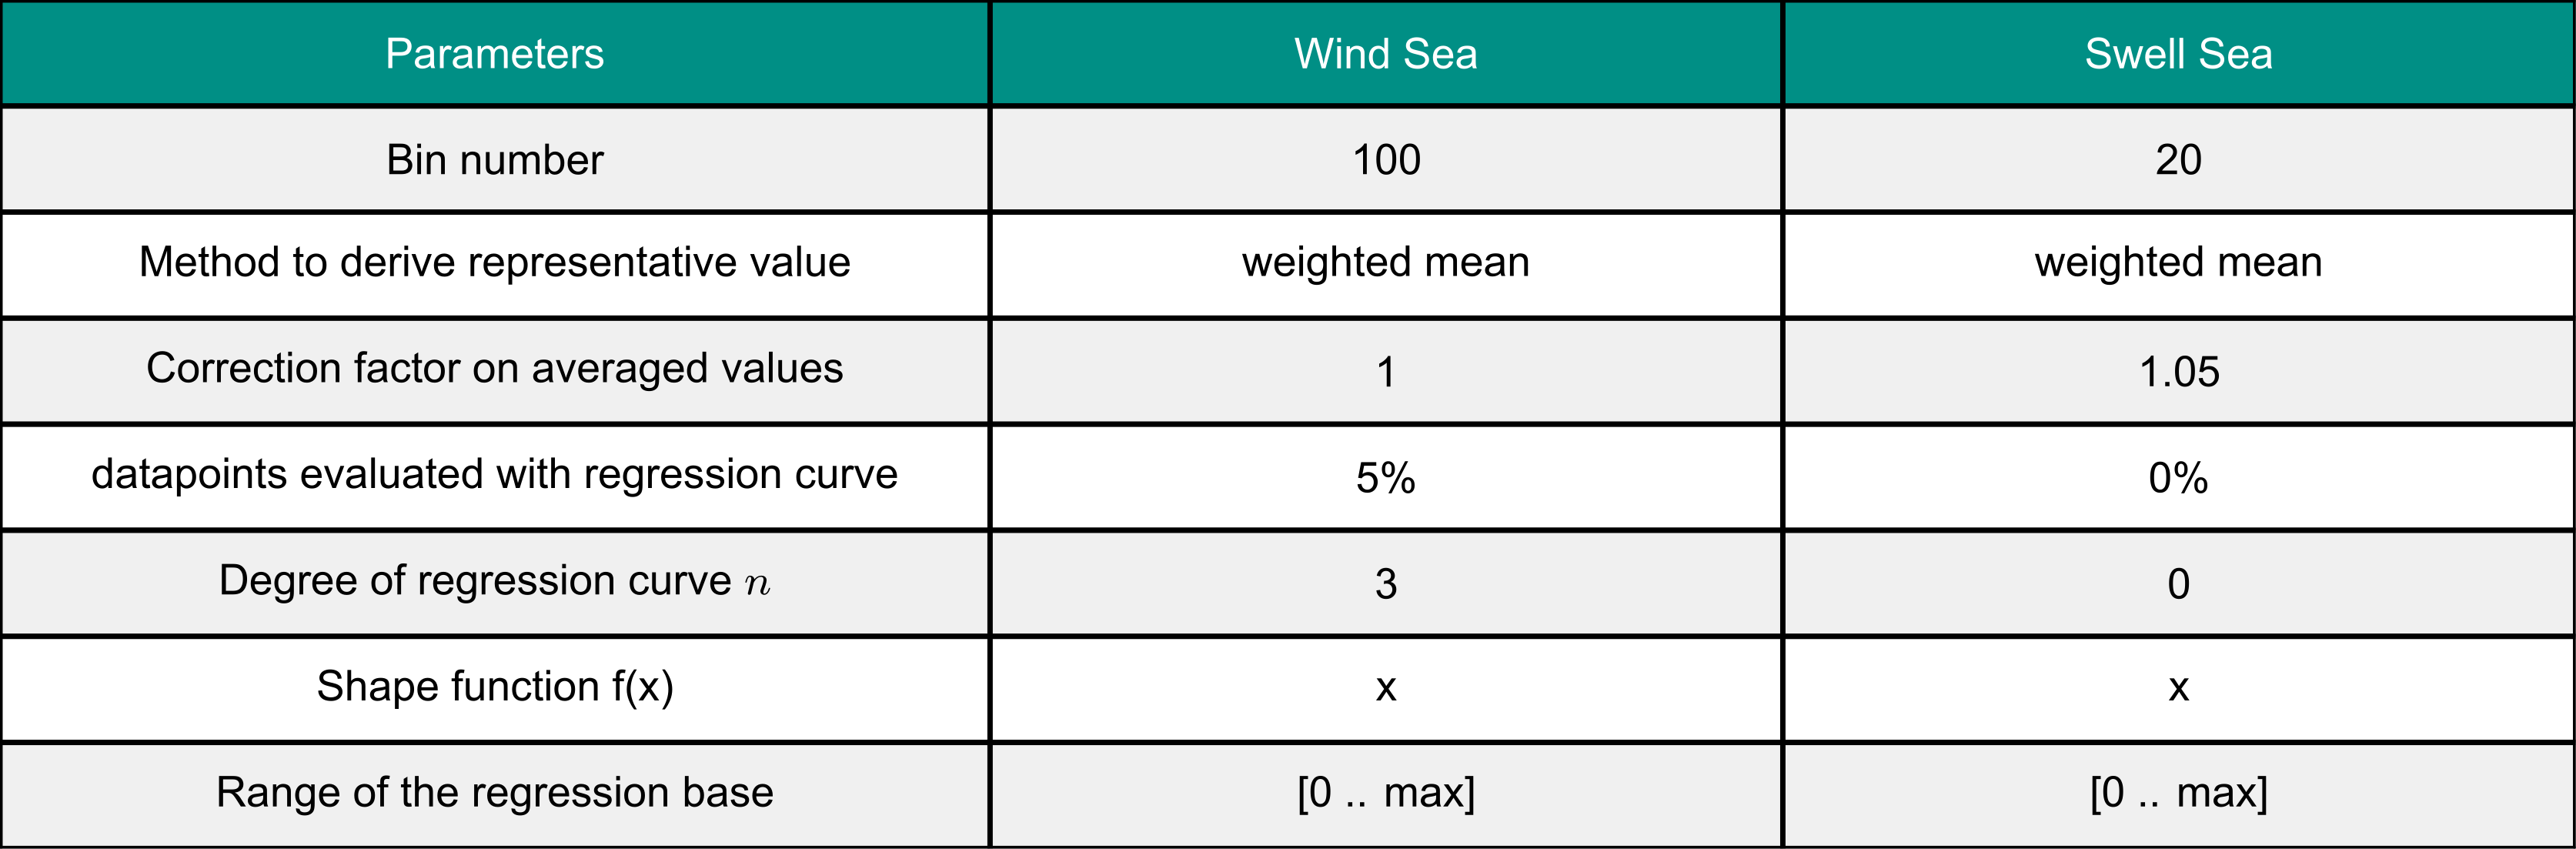 Parameters Wind Sea Swell Sea
Bin number 100 20
Method to derive representative value weighted mean weighted mean
Correction factor on averaged values 1 1.05
datapoints evaluated with regression curve 5% 0%
Degree of regression curve n 3 0
Shape function f(x) x x
Range of the regression base [0 .. max] [0 .. max]